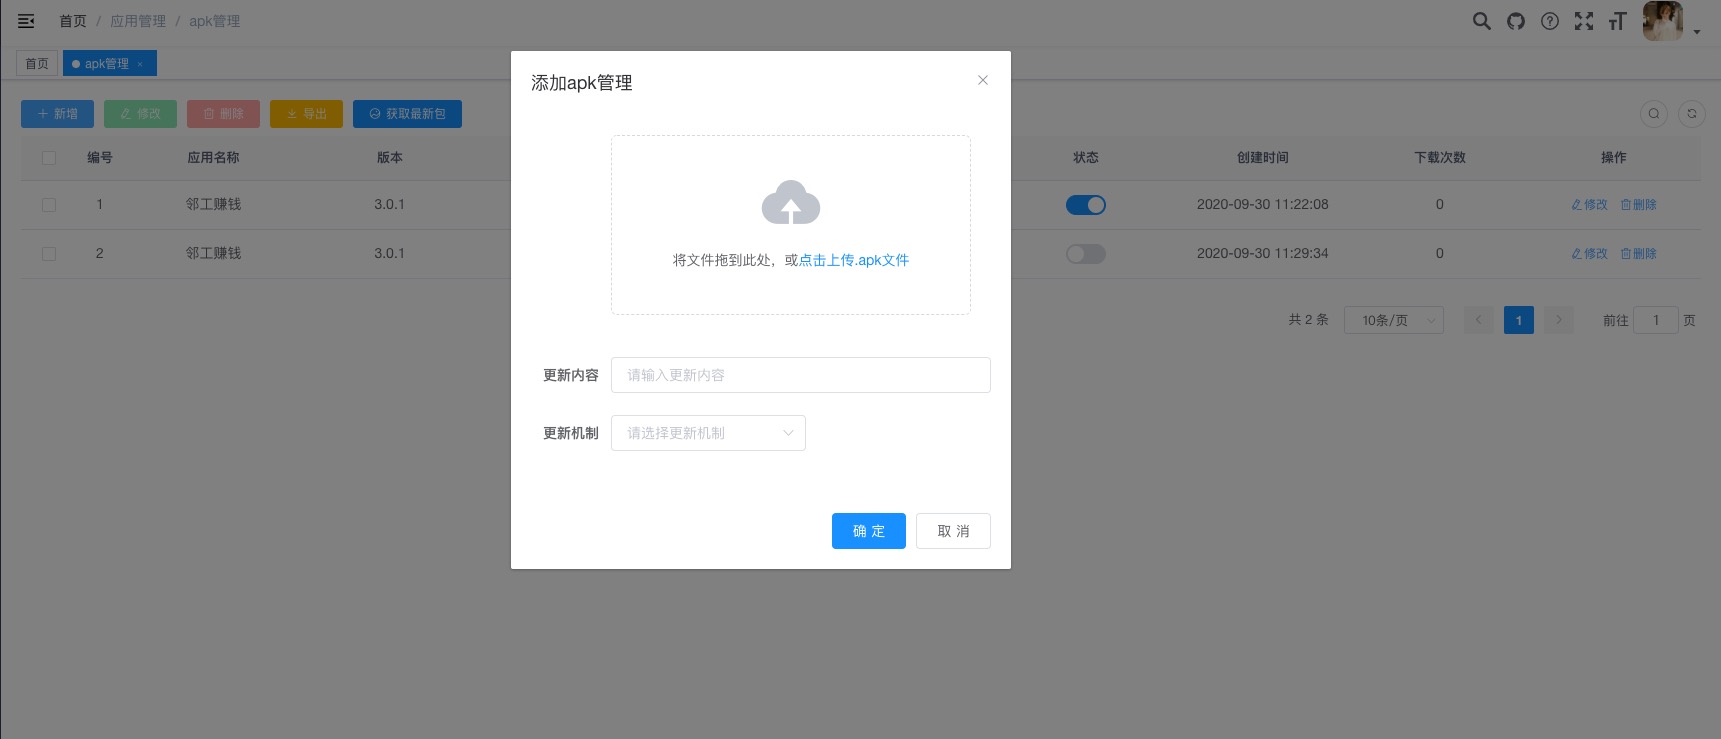 首页 / 应用管理 / apk管理
首页 apk管理 ×
添加apk管理
新增 修改 删除 导出 获取最新包
编号 应用名称 版本 状态 创建时间 下载次数 操作
1 邻工赚钱 3.0.1 2020-09-30 11:22:08 0 修改 删除
2 邻工赚钱 3.0.1 2020-09-30 11:29:34 0 修改 删除
将文件拖到此处，或点击上传.apk文件
共 2 条 10条/页 1 前往 1 页
更新内容 请输入更新内容
更新机制 请选择更新机制
确 定 取 消